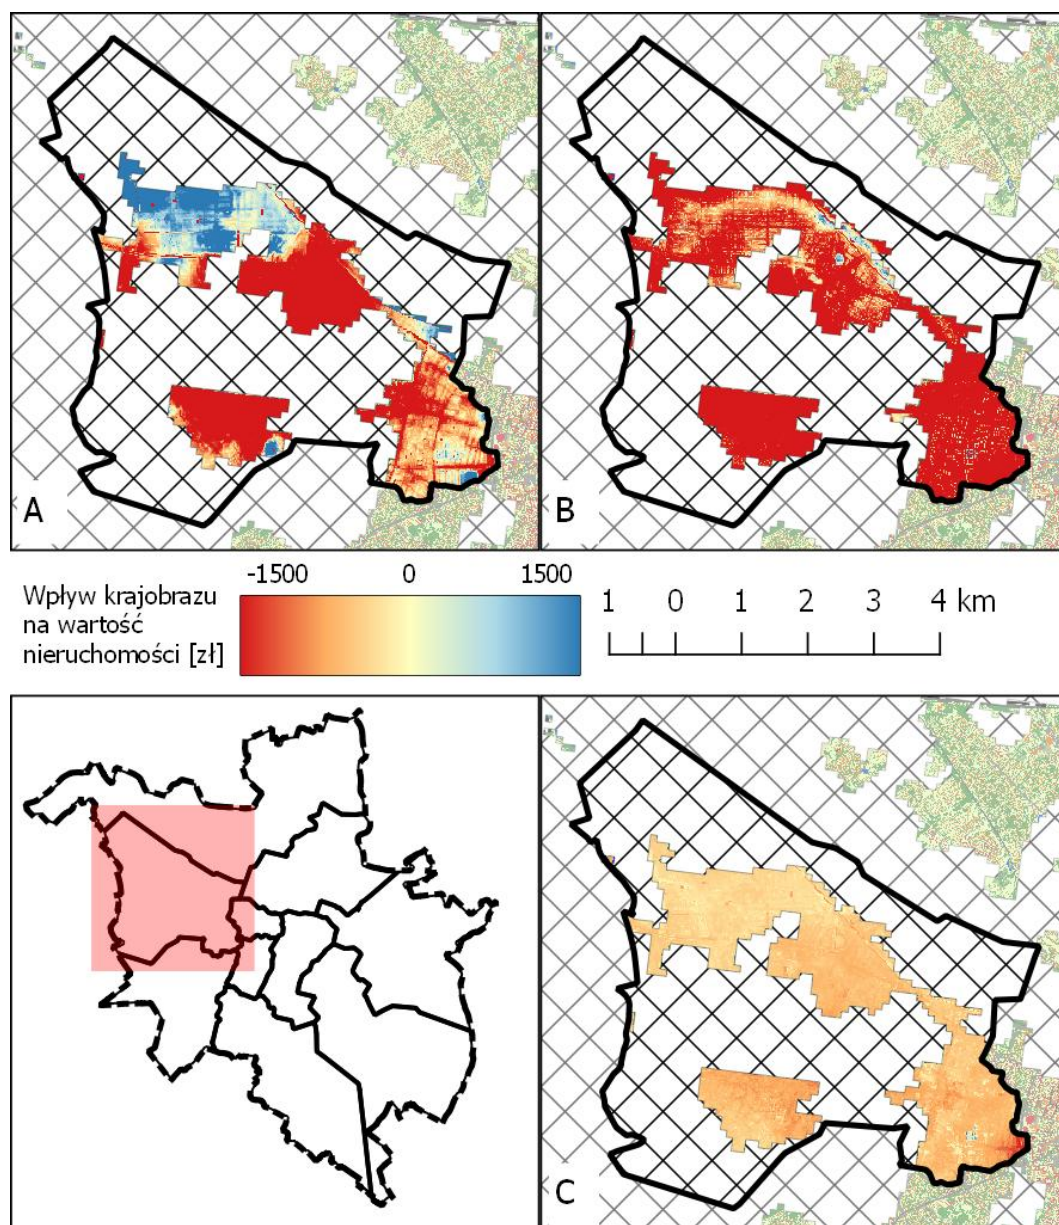 A
B
-1500 0 1500
Wpływ krajobrazu
na wartość
nieruchomości [zł]
1 0 1 2 3 4 km
C